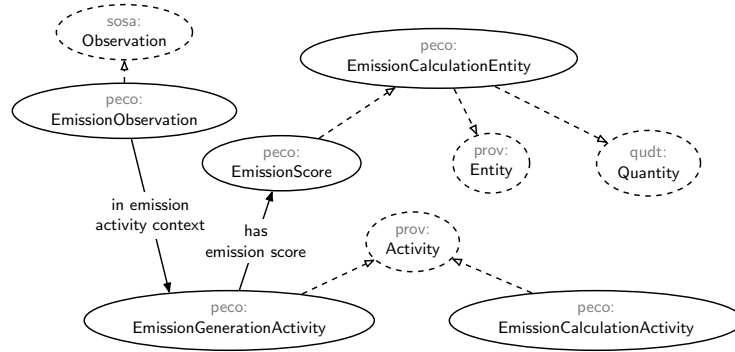 sosa:
Observation
peco:
EmissionCalculationEntity
peco:
EmissionObservation
peco:
EmissionScore
prov:
Entity
qudt:
Quantity
in emission
activity context
has
emission score
prov:
Activity
peco:
EmissionGenerationActivity
peco:
EmissionCalculationActivity